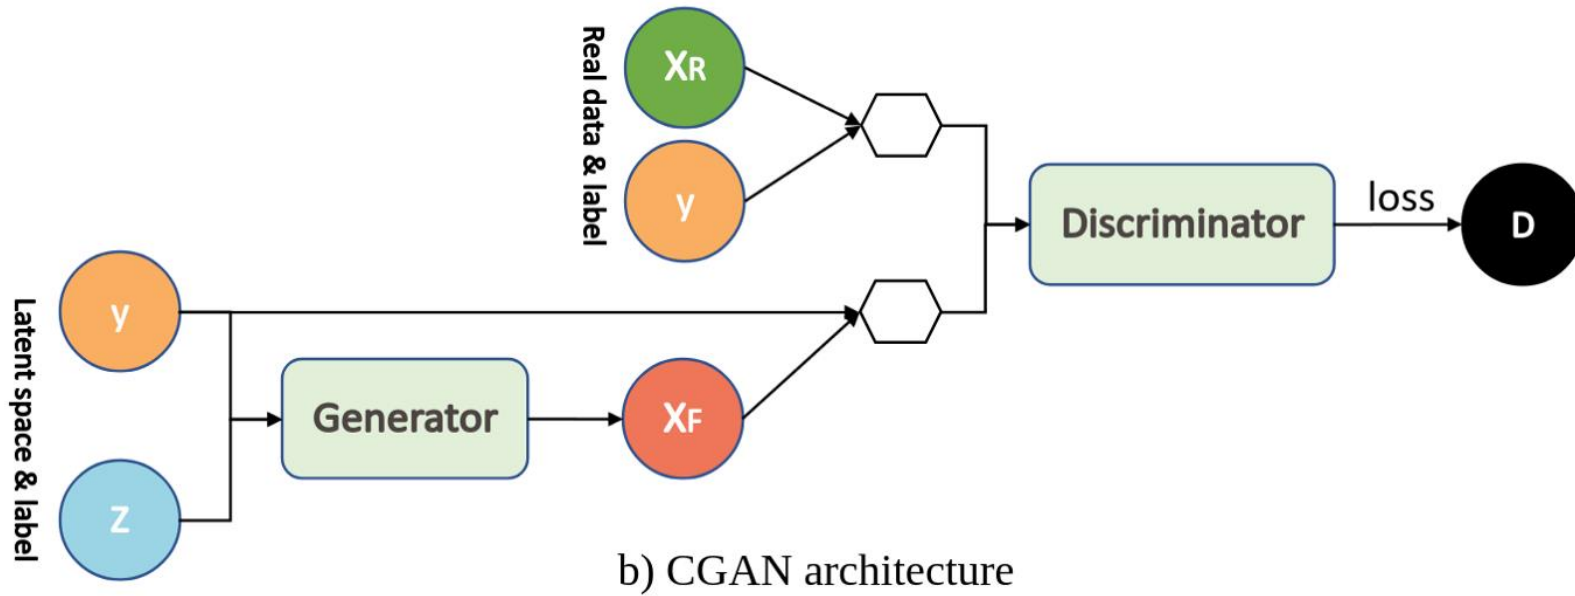 Real data & label
XR
y
Discriminator
loss
D
Latent space & label
y
Generator
XF
Z
b) CGAN architecture